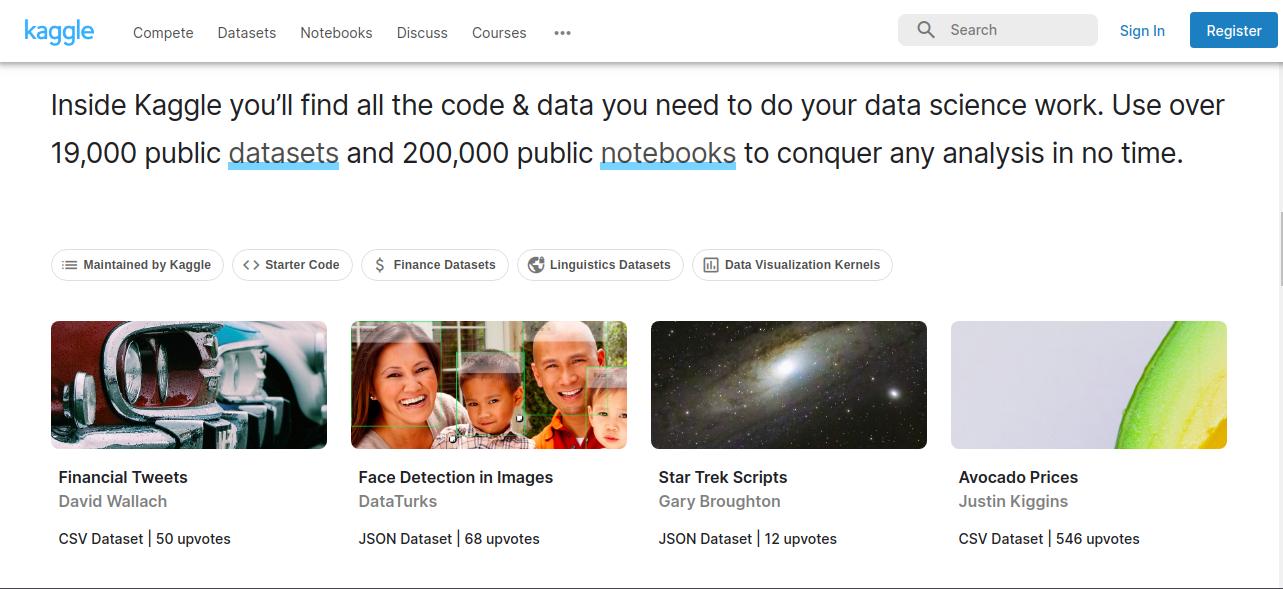 kaggle
Compete Datasets Notebooks Discuss Courses •••
Search
Sign In
Register
Inside Kaggle you’ll find all the code & data you need to do your data science work. Use over
19,000 public datasets and 200,000 public notebooks to conquer any analysis in no time.
Maintained by Kaggle
Starter Code
Finance Datasets
Linguistics Datasets
Data Visualization Kernels
Financial Tweets
David Wallach
CSV Dataset | 50 upvotes
Face Detection in Images
DataTurks
JSON Dataset | 68 upvotes
Star Trek Scripts
Gary Broughton
JSON Dataset | 12 upvotes
Avocado Prices
Justin Kiggins
CSV Dataset | 546 upvotes